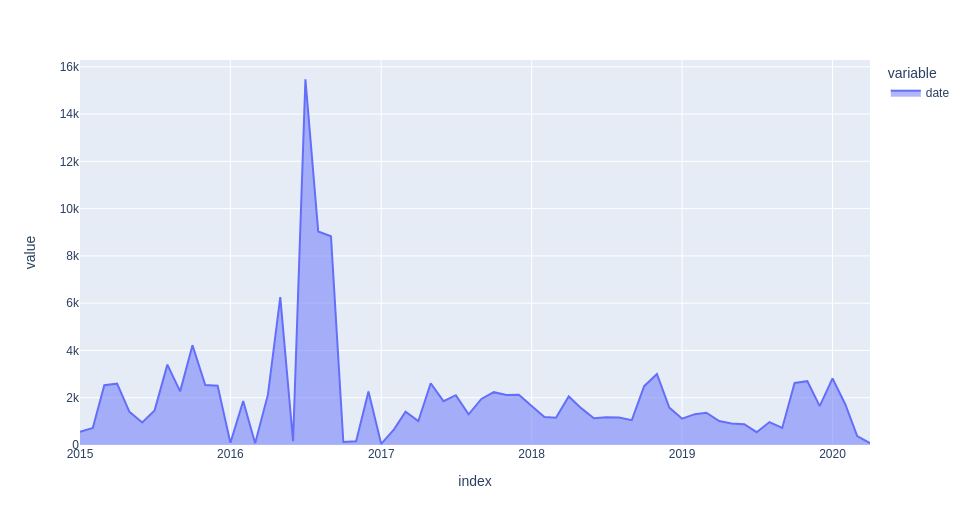 variable
date
16k
14k
12k
10k
8k
6k
4k
2k
0
value
2015
2016
2017
2018
2019
2020
index